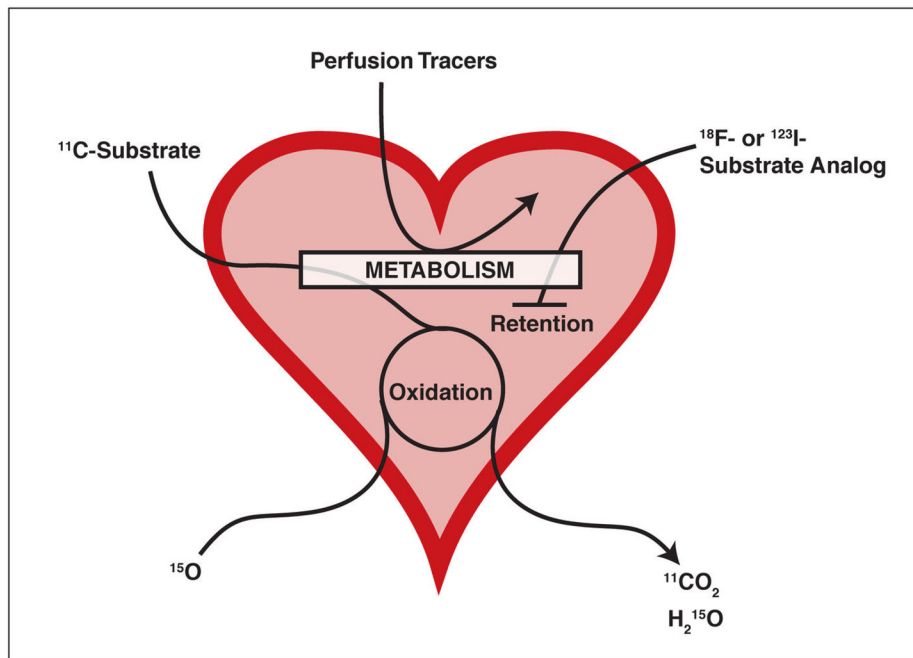 Perfusion Tracers
¹¹C-Substrate
¹⁸F- or ¹²³I-
Substrate Analog
METABOLISM
Retention
Oxidation
¹⁵O
¹¹CO₂
H₂¹⁵O